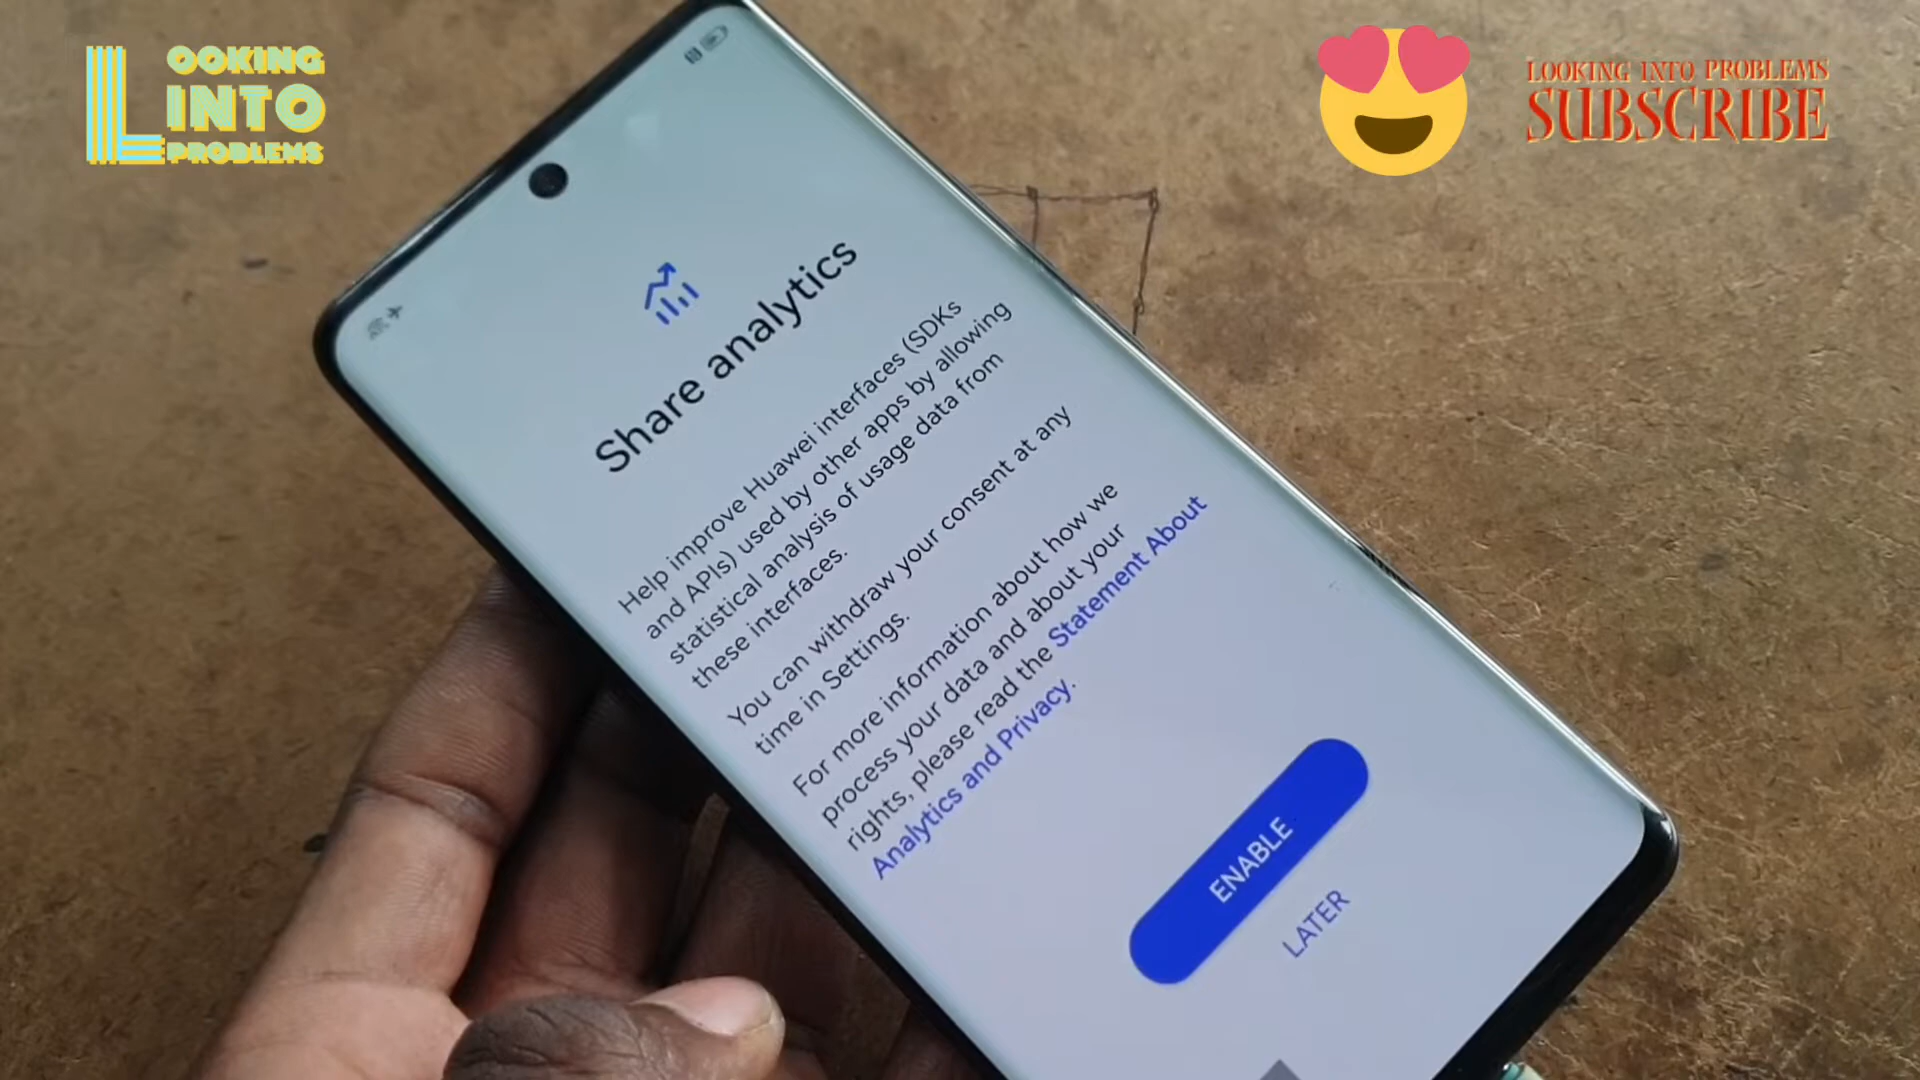 LOOKING
INTO
PROBLEMS
LOOKING INTO PROBLEMS
SUBSCRIBE
Share analytics
Help improve Huawei interfaces (SDKs
and APIs) used by other apps by allowing
statistical analysis of usage data from
these interfaces.
You can withdraw your consent at any
time in Settings.
For more information about how we
process your data and about your
rights, please read the Statement About
Analytics and Privacy.
ENABLE
LATER